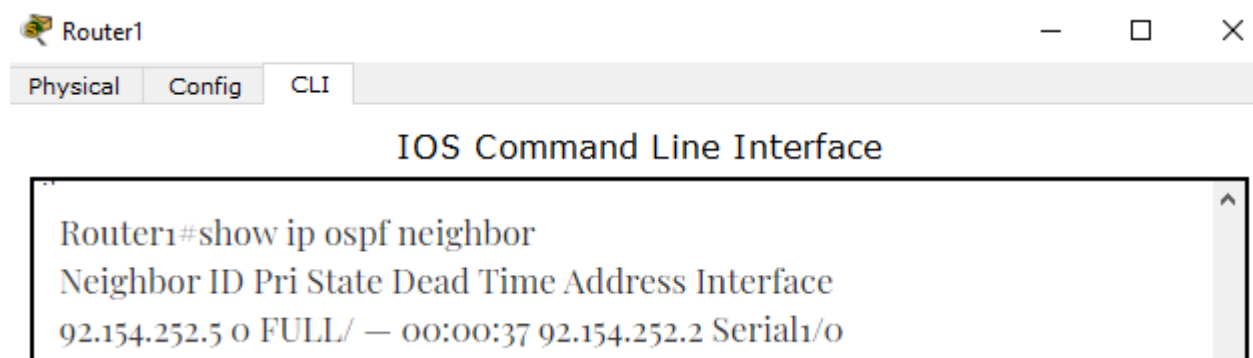 Router1
Physical Config CLI
IOS Command Line Interface
Router1#show ip ospf neighbor
Neighbor ID Pri State Dead Time Address Interface
92.154.252.5 0 FULL/ — 00:00:37 92.154.252.2 Serial1/0